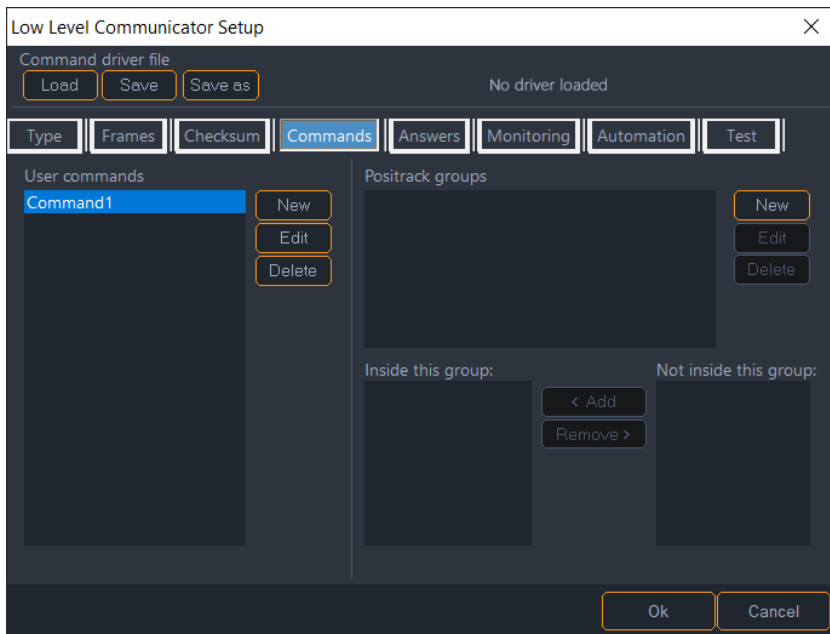 Low Level Communicator Setup
Command driver file
Load Save Save as No driver loaded
Type Frames Checksum Commands Answers Monitoring Automation Test
User commands
Command1
New
Edit
Delete
Positrack groups
New
Edit
Delete
Inside this group:
< Add
Remove >
Not inside this group:
Ok Cancel